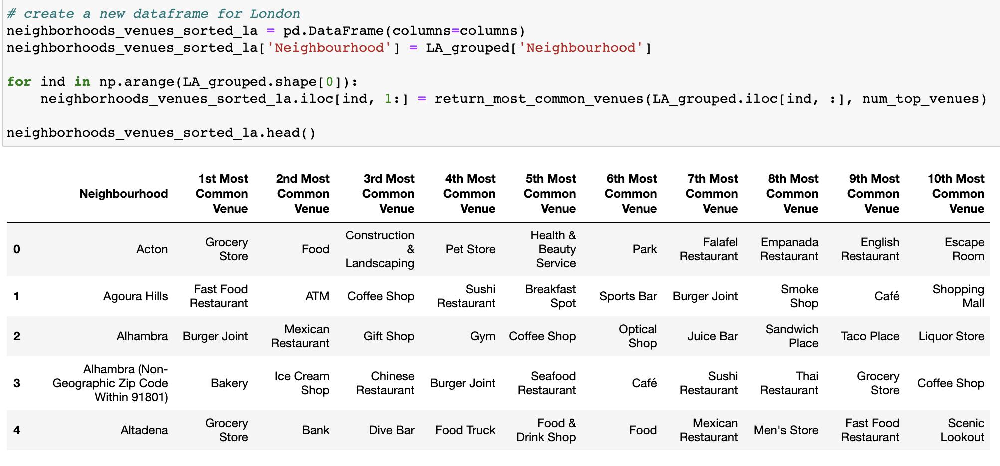 # create a new dataframe for London
neighborhoods_venues_sorted_la = pd.DataFrame(columns=columns)
neighborhoods_venues_sorted_la['Neighbourhood'] = LA_grouped['Neighbourhood']
for ind in np.arange(LA_grouped.shape[0]):
    neighborhoods_venues_sorted_la.iloc[ind, 1:] = return_most_common_venues(LA_grouped.iloc[ind, :], num_top_venues)
neighborhoods_venues_sorted_la.head()
Neighbourhood 1st Most Common Venue 2nd Most Common Venue 3rd Most Common Venue 4th Most Common Venue 5th Most Common Venue 6th Most Common Venue 7th Most Common Venue 8th Most Common Venue 9th Most Common Venue 10th Most Common Venue
0 Acton Grocery Store Food Construction & Landscaping Pet Store Health & Beauty Service Park Falafel Restaurant Empanada Restaurant English Restaurant Escape Room
1 Agoura Hills Fast Food Restaurant ATM Coffee Shop Sushi Restaurant Breakfast Spot Sports Bar Burger Joint Smoke Shop Café Shopping Mall
2 Alhambra Burger Joint Mexican Restaurant Gift Shop Gym Coffee Shop Optical Shop Juice Bar Sandwich Place Taco Place Liquor Store
3 Alhambra (Non-Geographic Zip Code Within 91801) Bakery Ice Cream Shop Chinese Restaurant Burger Joint Seafood Restaurant Café Sushi Restaurant Thai Restaurant Grocery Store Coffee Shop
4 Altadena Grocery Store Bank Dive Bar Food Truck Food & Drink Shop Food Mexican Restaurant Men's Store Fast Food Restaurant Scenic Lookout